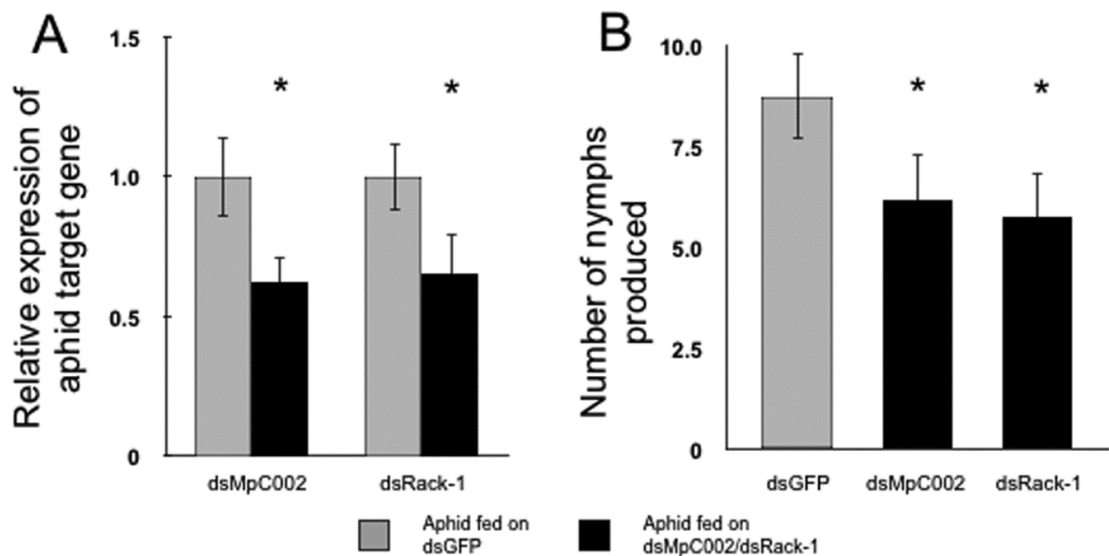 A
Relative expression of
aphid target gene
1.5
1.0
0.5
0
*
*
dsMpC002
dsRack-1
B
Number of nymphs
produced
10.0
7.5
5.0
2.5
0
*
*
dsGFP
dsMpC002
dsRack-1
Aphid fed on
dsGFP
Aphid fed on
dsMpC002/dsRack-1